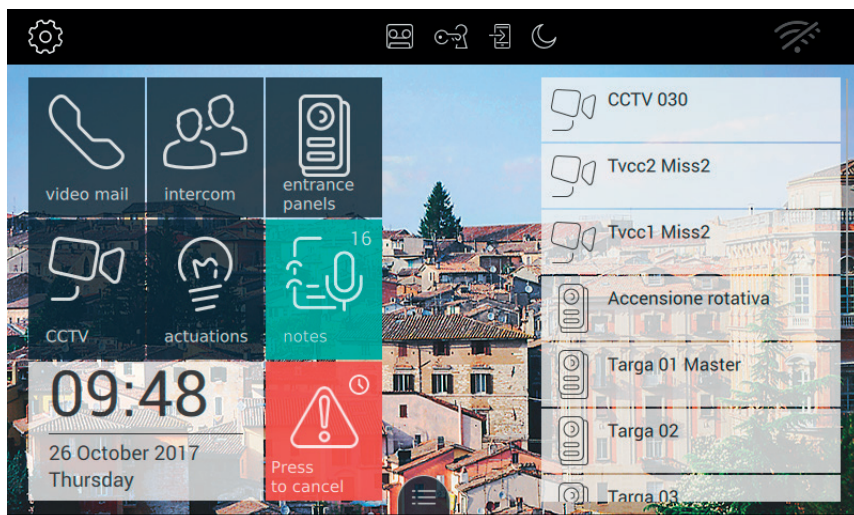 video mail
intercom
entrance
panels
CCTV
actuations
16
notes
09:48
26 October 2017
Thursday
Press
to cancel
CCTV 030
Tvcc2 Miss2
Tvcc1 Miss2
Accensione rotativa
Targa 01 Master
Targa 02
Targa 03